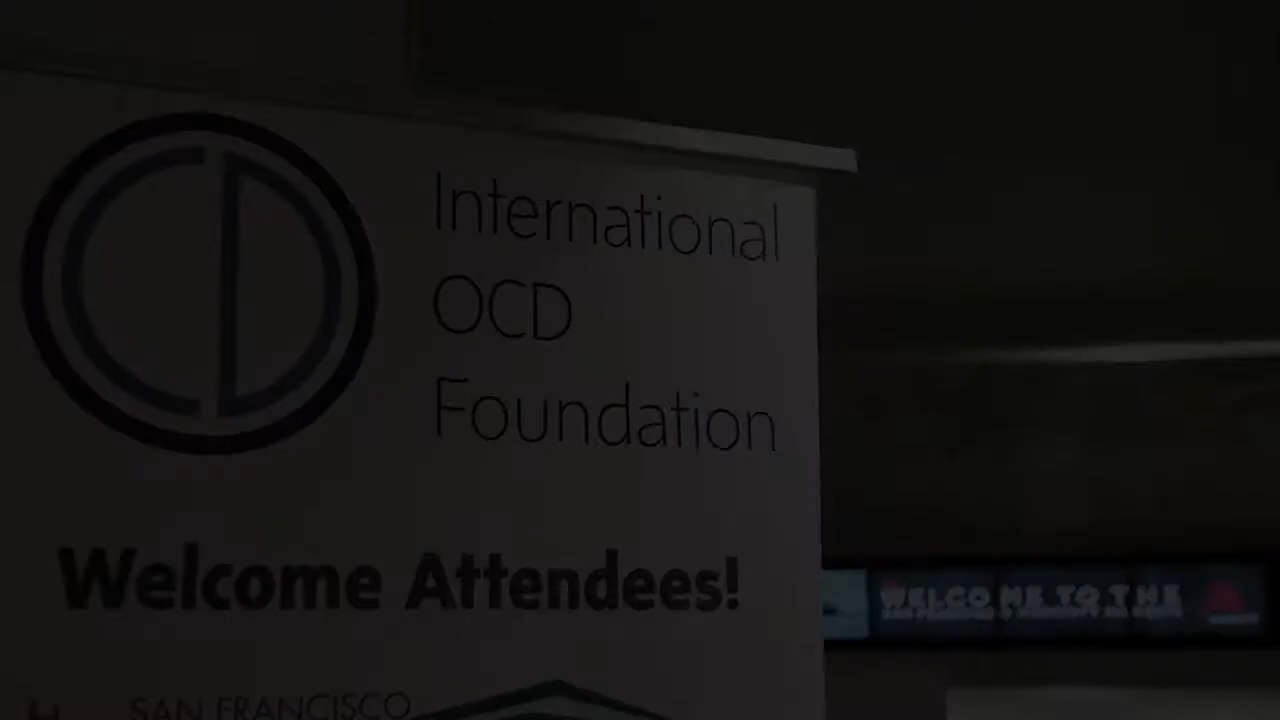 International
OCD
Foundation
Welcome Attendees!
SAN FRANCISCO
WELCOME TO THE